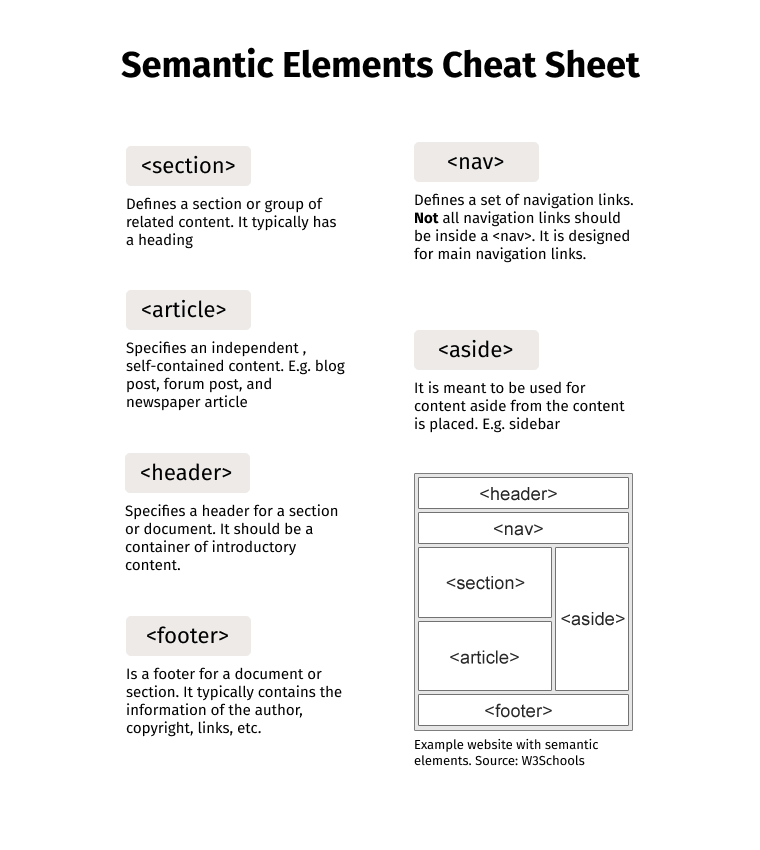 Semantic Elements Cheat Sheet
<section>
Defines a section or group of
related content. It typically has
a heading
<article>
Specifies an independent ,
self-contained content. E.g. blog
post, forum post, and
newspaper article
<header>
Specifies a header for a section
or document. It should be a
container of introductory
content.
<footer>
Is a footer for a document or
section. It typically contains the
information of the author,
copyright, links, etc.
<nav>
Defines a set of navigation links.
Not all navigation links should
be inside a <nav>. It is designed
for main navigation links.
<aside>
It is meant to be used for
content aside from the content
is placed. E.g. sidebar
<header>
<nav>
<section>
<aside>
<article>
<footer>
Example website with semantic
elements. Source: W3Schools